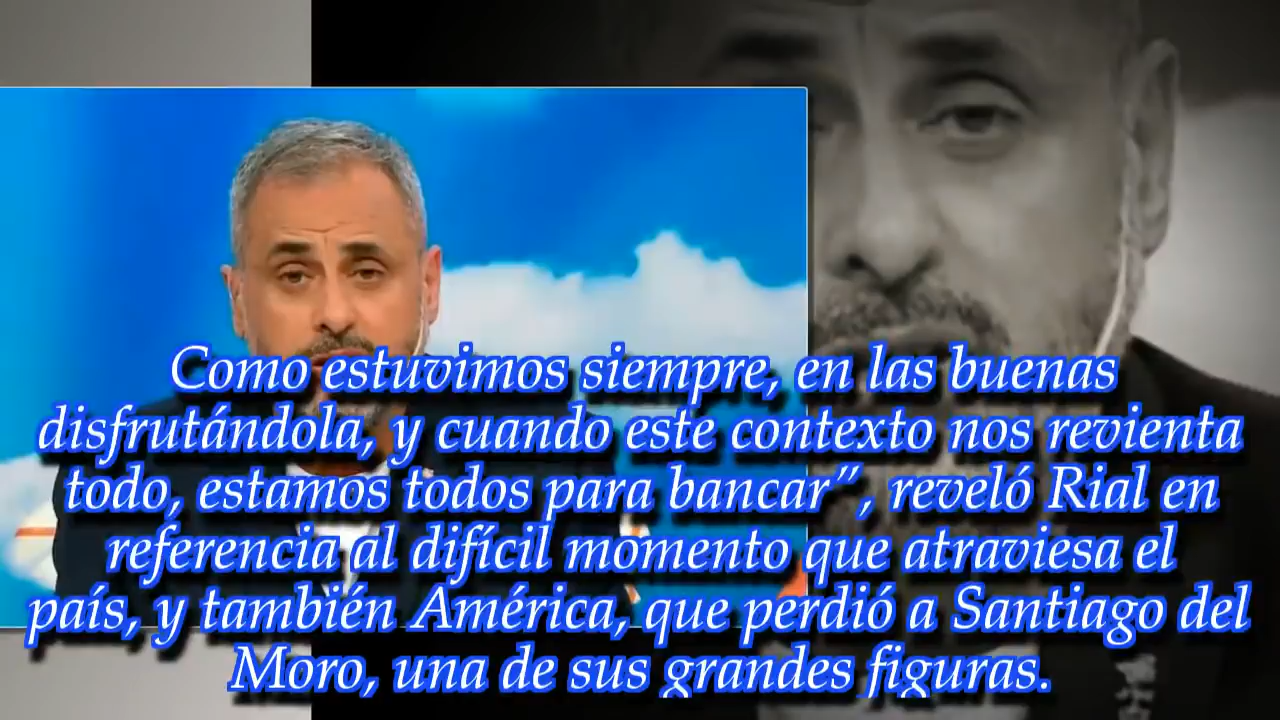 Como estuvimos siempre, en las buenas
disfrutándola, y cuando este contexto nos revienta
todo, estamos todos para bancar”, reveló Rial en
referencia al difícil momento que atraviesa el
país, y también América, que perdió a Santiago del
Moro, una de sus grandes figuras.